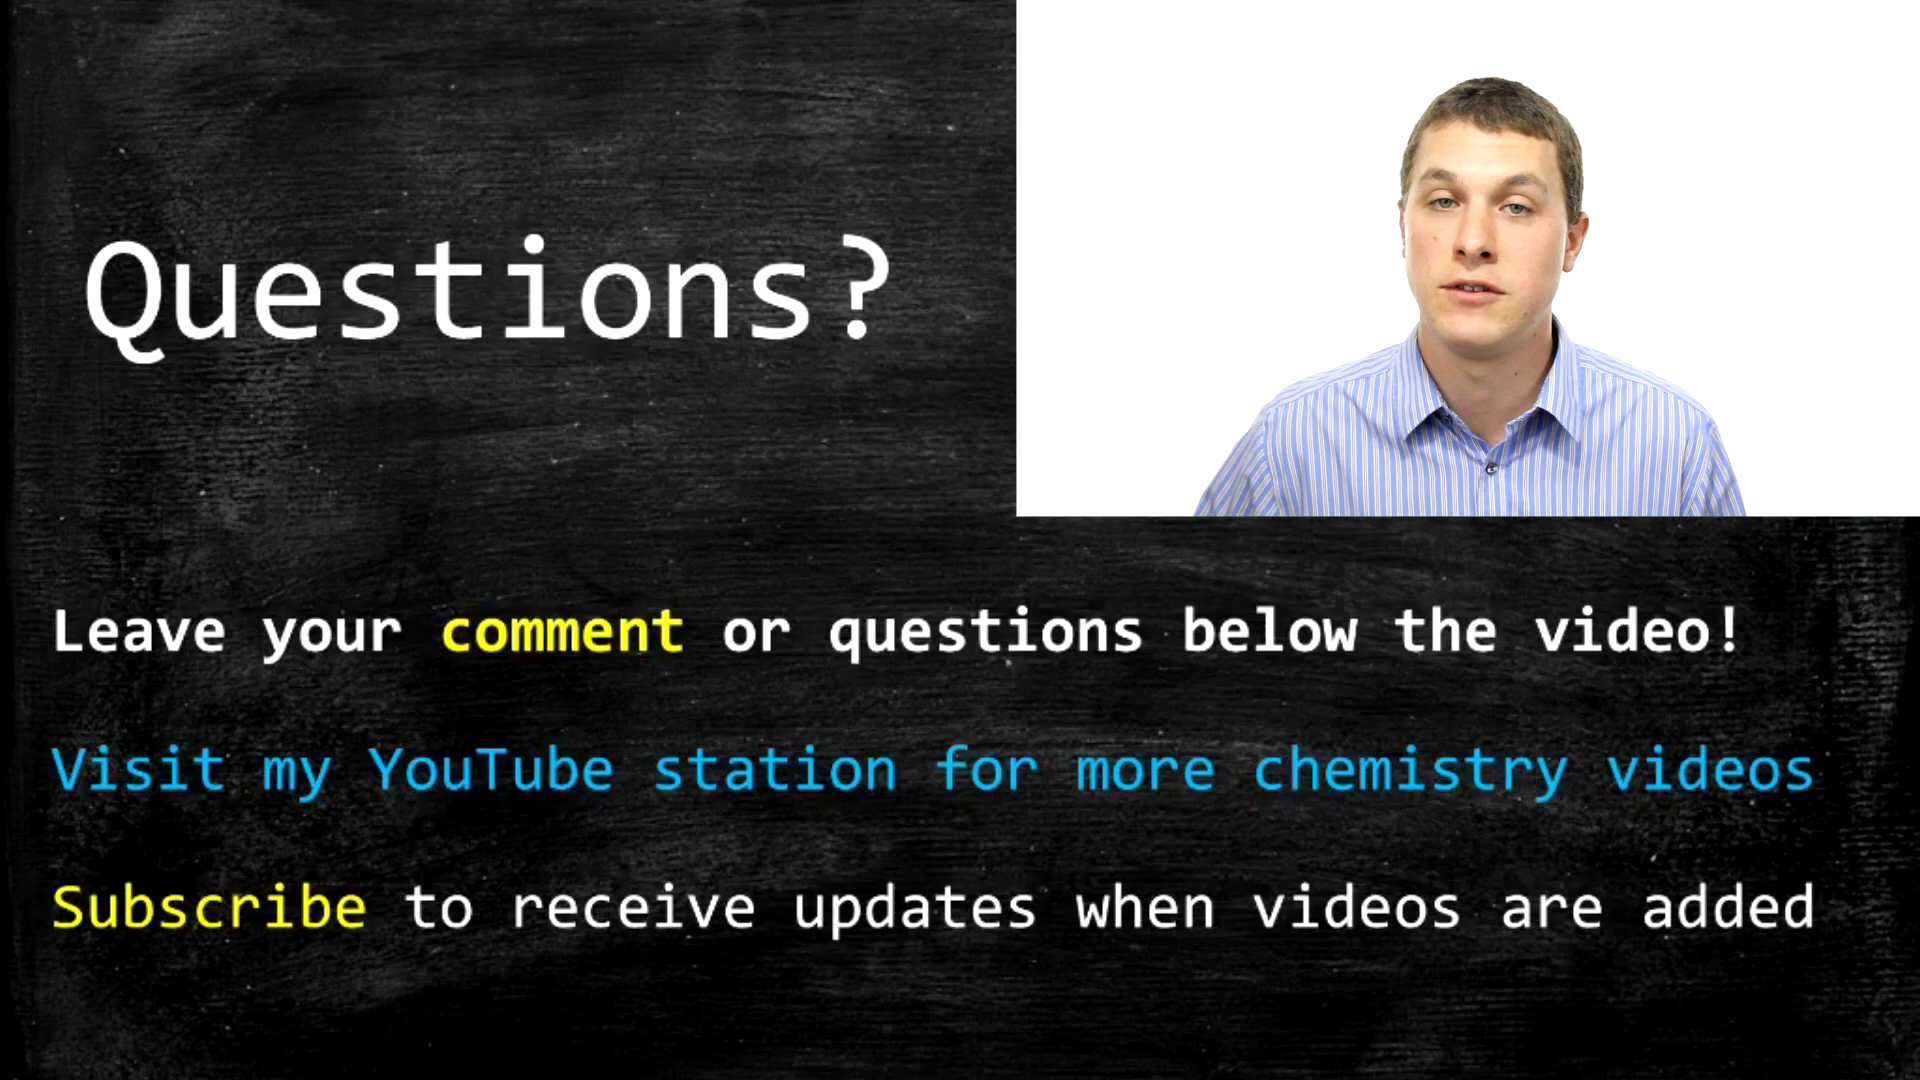 Questions?
Leave your comment or questions below the video!
Visit my YouTube station for more chemistry videos
Subscribe to receive updates when videos are added